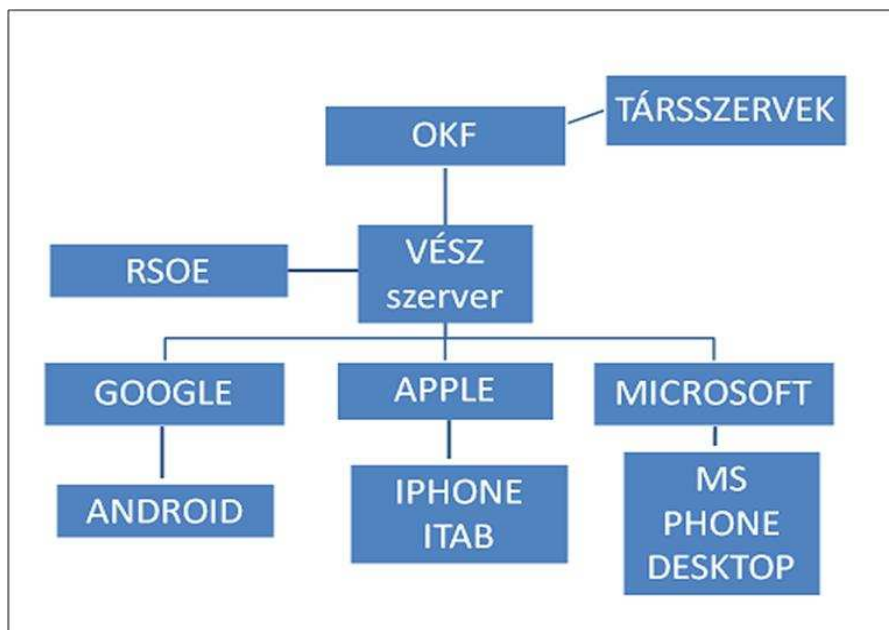 TÁRSSZERVEK
OKF
VÉSZ
szerver
RSOE
GOOGLE
APPLE
MICROSOFT
ANDROID
IPHONE
ITAB
MS
PHONE
DESKTOP